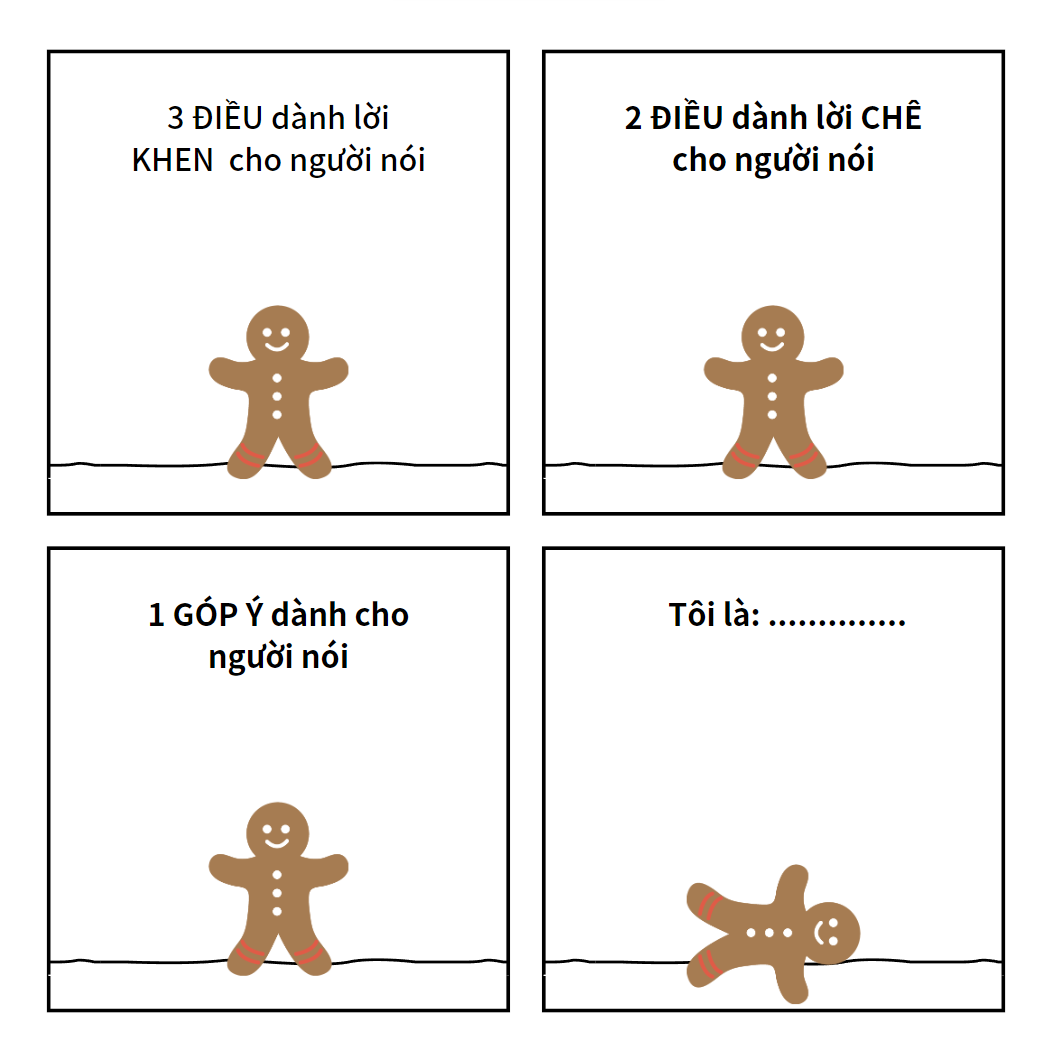 3 ĐIỀU dành lời
KHEN  cho người nói
2 ĐIỀU dành lời CHÊ
cho người nói
1 GÓP Ý dành cho
người nói
Tôi là: ..............